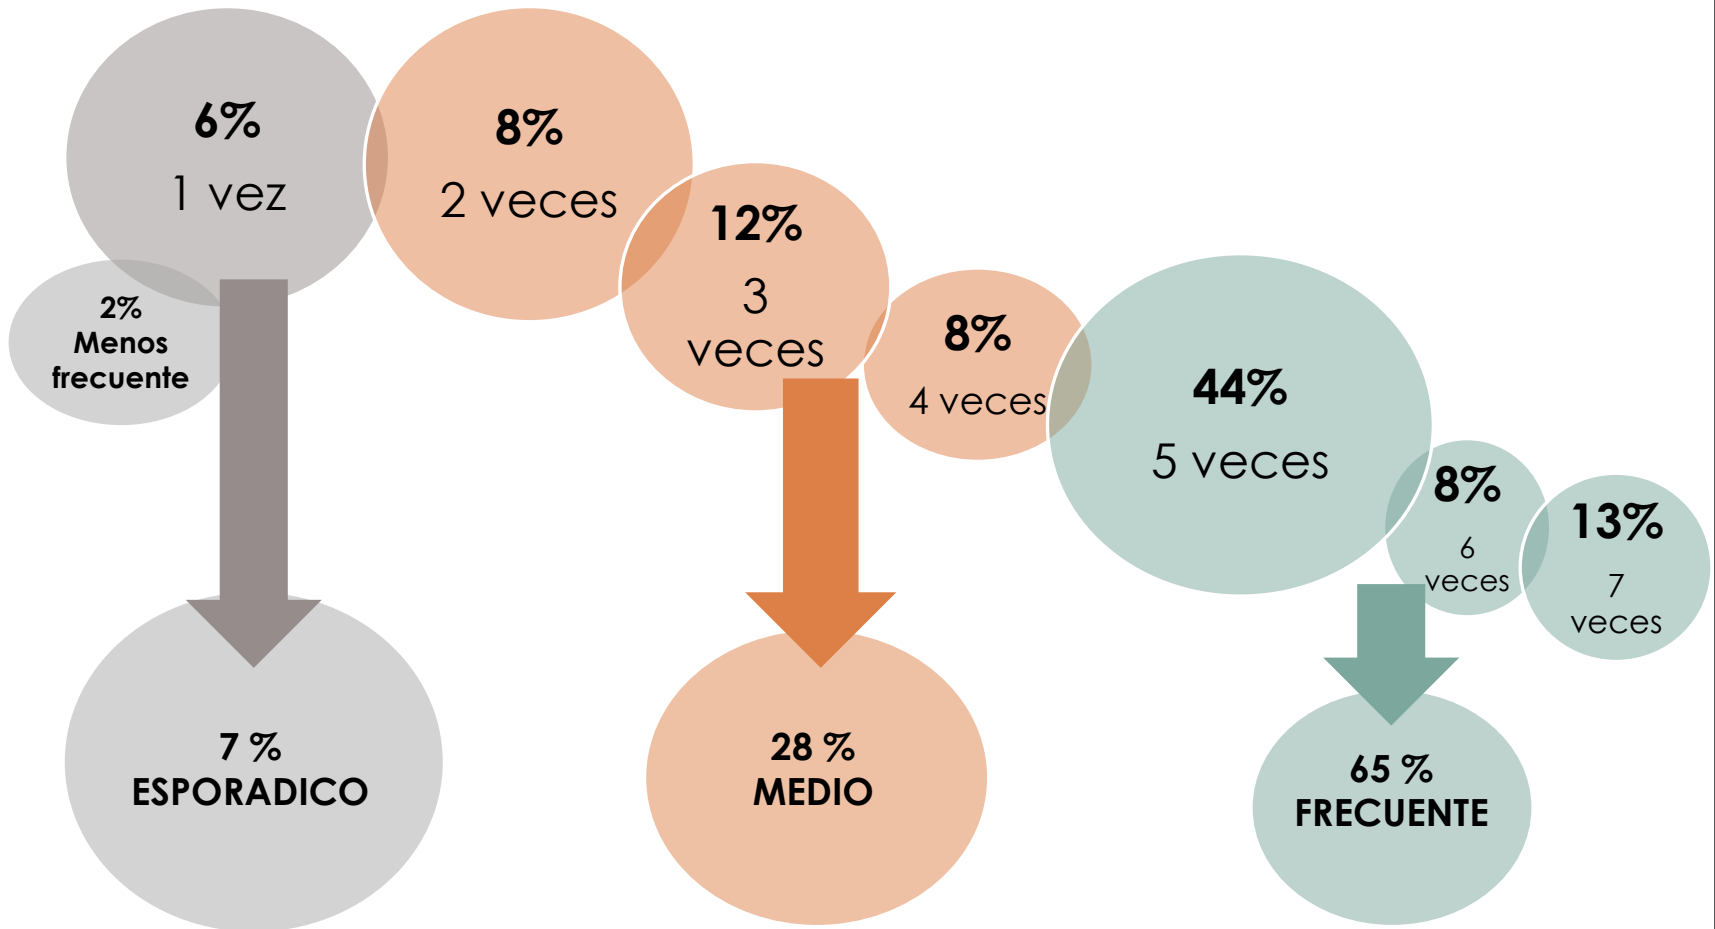 6%
1 vez
2%
Menos
frecuente
8%
2 veces
12%
3
veces
8%
4 veces
44%
5 veces
8%
6
veces
13%
7
veces
7 %
ESPORADICO
28 %
MEDIO
65 %
FRECUENTE